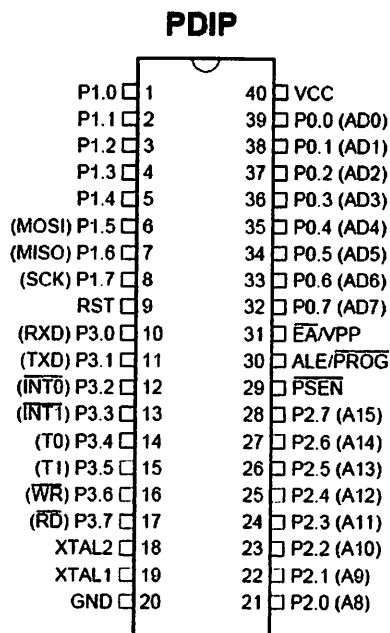 PDIP
P1.0 1 40 VCC
P1.1 2 39 P0.0 (AD0)
P1.2 3 38 P0.1 (AD1)
P1.3 4 37 P0.2 (AD2)
P1.4 5 36 P0.3 (AD3)
(MOSI) P1.5 6 35 P0.4 (AD4)
(MISO) P1.6 7 34 P0.5 (AD5)
(SCK) P1.7 8 33 P0.6 (AD6)
RST 9 32 P0.7 (AD7)
(RXD) P3.0 10 31 E̅A̅/VPP
(TXD) P3.1 11 30 ALE/P̅R̅O̅G̅
(I̅N̅T̅0̅) P3.2 12 29 P̅S̅E̅N̅
(I̅N̅T̅1̅) P3.3 13 28 P2.7 (A15)
(T0) P3.4 14 27 P2.6 (A14)
(T1) P3.5 15 26 P2.5 (A13)
(W̅R̅) P3.6 16 25 P2.4 (A12)
(R̅D̅) P3.7 17 24 P2.3 (A11)
XTAL2 18 23 P2.2 (A10)
XTAL1 19 22 P2.1 (A9)
GND 20 21 P2.0 (A8)